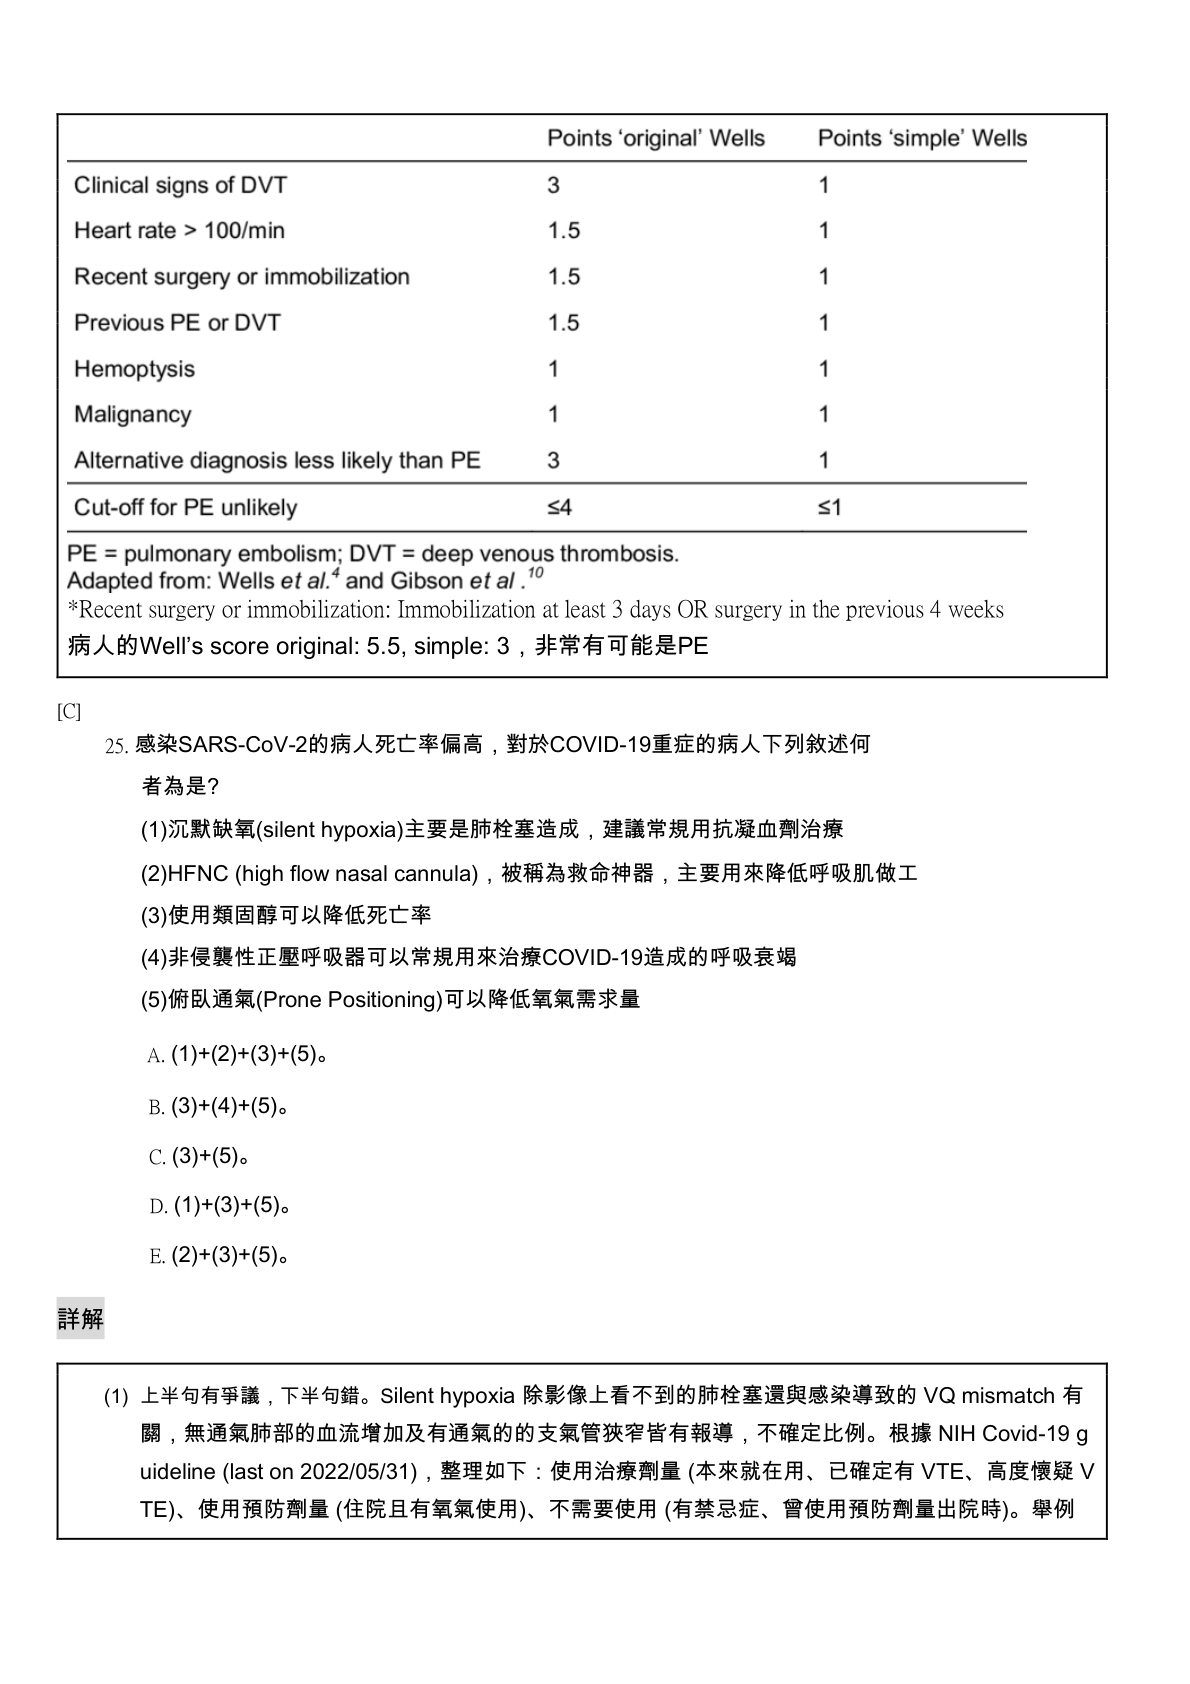 Points ‘original’ Wells Points ‘simple’ Wells
Clinical signs of DVT 3 1
Heart rate > 100/min 1.5 1
Recent surgery or immobilization 1.5 1
Previous PE or DVT 1.5 1
Hemoptysis 1 1
Malignancy 1 1
Alternative diagnosis less likely than PE 3 1
Cut-off for PE unlikely ≤4 ≤1
PE = pulmonary embolism; DVT = deep venous thrombosis.
Adapted from: Wells et al.4 and Gibson et al .10
*Recent surgery or immobilization: Immobilization at least 3 days OR surgery in the previous 4 weeks
病人的Well’s score original: 5.5, simple: 3，非常有可能是PE
[C]
25. 感染SARS-CoV-2的病人死亡率偏高，對於COVID-19重症的病人下列敘述何
者為是?
(1)沉默缺氧(silent hypoxia)主要是肺栓塞造成，建議常規用抗凝血劑治療
(2)HFNC (high flow nasal cannula)，被稱為救命神器，主要用來降低呼吸肌做工
(3)使用類固醇可以降低死亡率
(4)非侵襲性正壓呼吸器可以常規用來治療COVID-19造成的呼吸衰竭
(5)俯臥通氣(Prone Positioning)可以降低氧氣需求量
A. (1)+(2)+(3)+(5)。
B. (3)+(4)+(5)。
C. (3)+(5)。
D. (1)+(3)+(5)。
E. (2)+(3)+(5)。
詳解
(1) 上半句有爭議，下半句錯。Silent hypoxia 除影像上看不到的肺栓塞還與感染導致的 VQ mismatch 有
關，無通氣肺部的血流增加及有通氣的的支氣管狹窄皆有報導，不確定比例。根據 NIH Covid-19 g
uideline (last on 2022/05/31)，整理如下：使用治療劑量 (本來就在用、已確定有 VTE、高度懷疑 V
TE)、使用預防劑量 (住院且有氧氣使用)、不需要使用 (有禁忌症、曾使用預防劑量出院時)。舉例